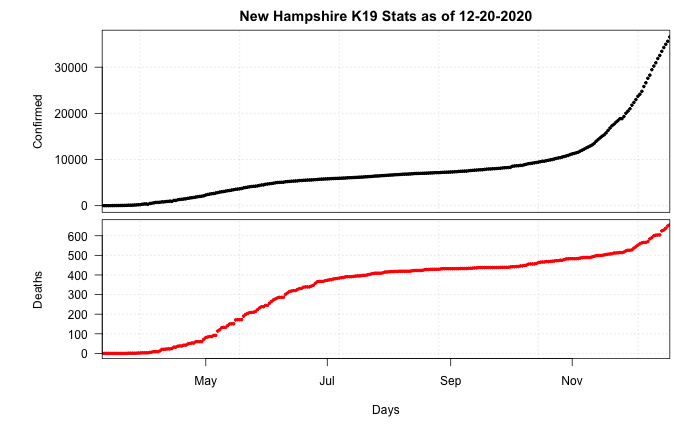 New Hampshire K19 Stats as of 12-20-2020
Confirmed
30000
20000
10000
0
Deaths
600
500
400
300
200
100
0
May Jul Sep Nov
Days